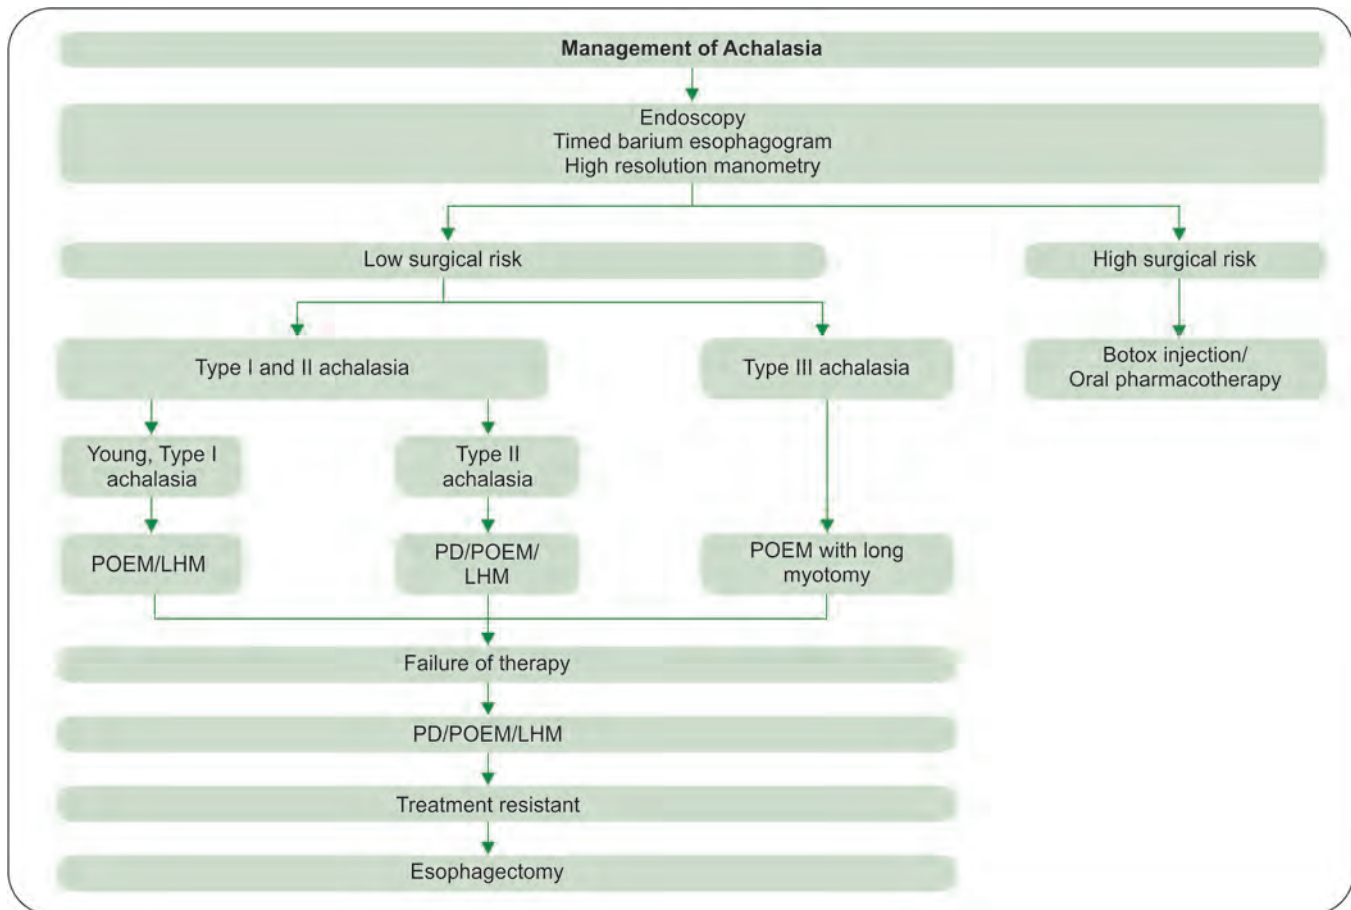 Management of Achalasia
Endoscopy
Timed barium esophagogram
High resolution manometry
Low surgical risk
High surgical risk
Type I and II achalasia
Type III achalasia
Botox injection/
Oral pharmacotherapy
Young, Type I
achalasia
Type II
achalasia
POEM/LHM
PD/POEM/
LHM
POEM with long
myotomy
Failure of therapy
PD/POEM/LHM
Treatment resistant
Esophagectomy